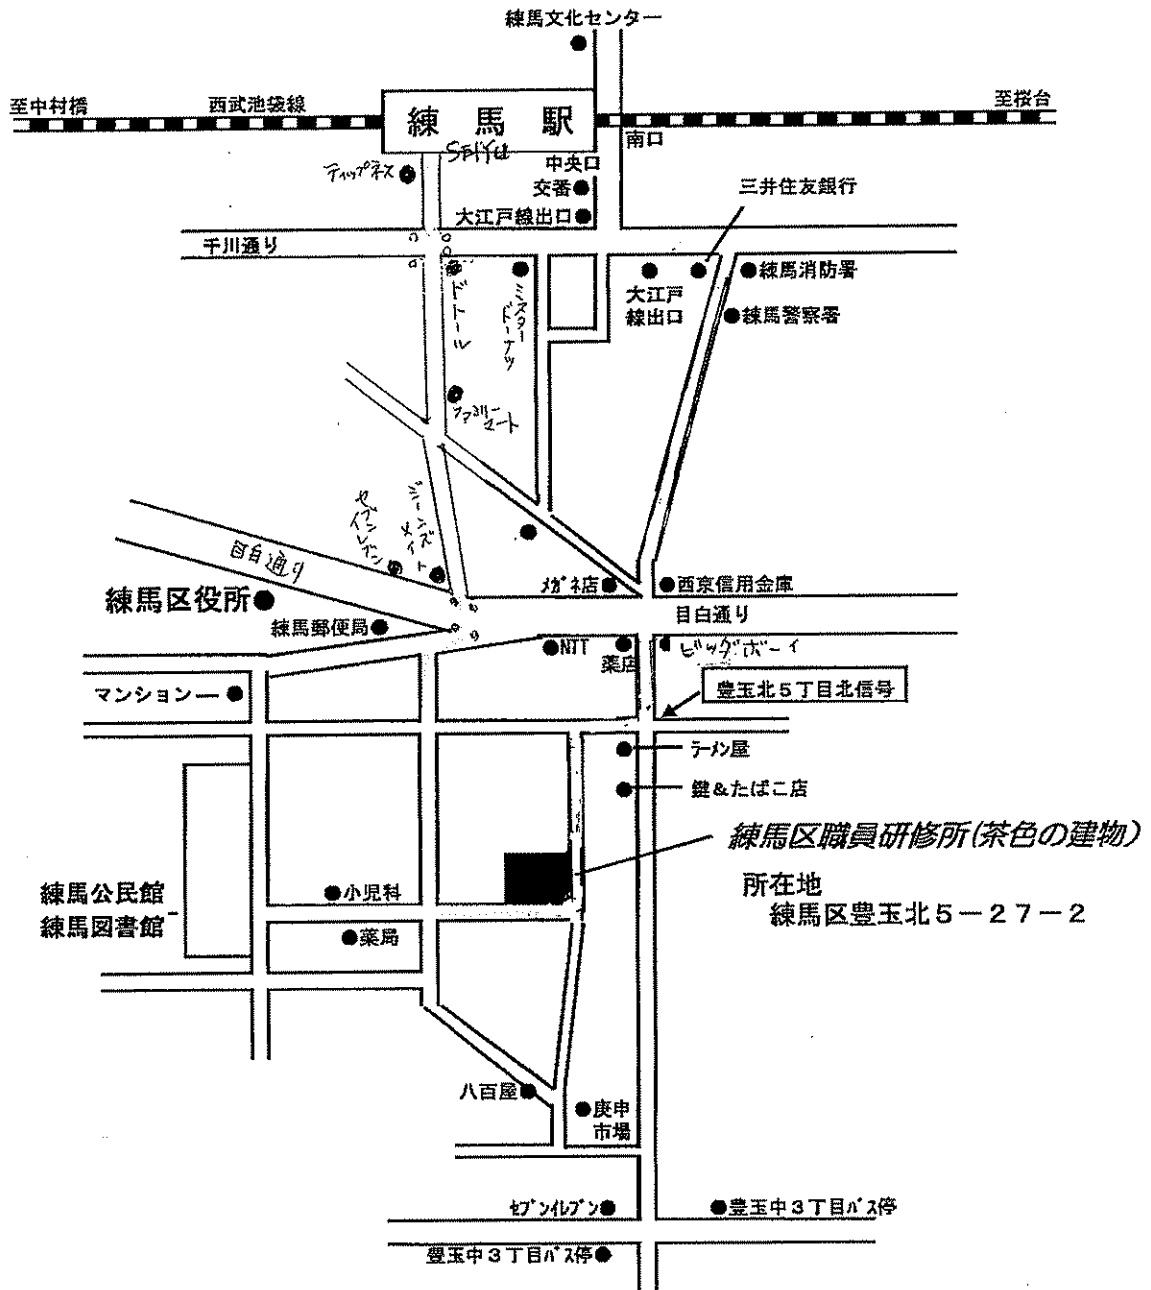 練馬文化センター
至中村橋
西武池袋線
至桜台
練馬駅
SEIYU
南口
中央口
ティップネス
交番
三井住友銀行
大江戸線出口
千川通り
ドトール
ミスタードーナツ
大江戸
線出口
練馬消防署
練馬警察署
ファミリーマート
セブンイレブン
ジーンズメイト
目白通り
練馬区役所
メガネ店
西京信用金庫
目白通り
練馬郵便局
NTT
薬店
ビッグボーイ
マンション
豊玉北5丁目北信号
ラーメン屋
鍵&たばこ店
練馬区職員研修所(茶色の建物)
所在地
練馬区豊玉北5-27-2
練馬公民館
練馬図書館
小児科
薬局
八百屋
庚申
市場
セブンイレブン
豊玉中3丁目バス停
豊玉中3丁目バス停